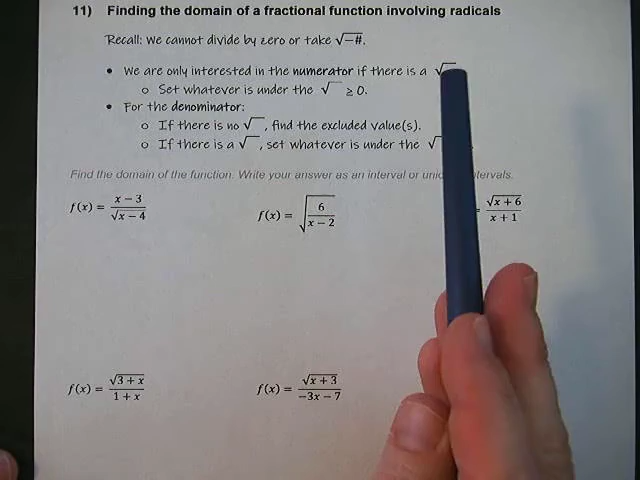 11) Finding the domain of a fractional function involving radicals
Recall: We cannot divide by zero or take √−#.
• We are only interested in the numerator if there is a √
o Set whatever is under the √ ≥ 0.
• For the denominator:
o If there is no √ , find the excluded value(s).
o If there is a √ , set whatever is under the √
Find the domain of the function. Write your answer as an interval or
f(x) = x − 3 / √x − 4
f(x) = √6 / x − 2
= √x + 6 / x + 1
f(x) = √3 + x / 1 + x
f(x) = √x + 3 / −3x − 7